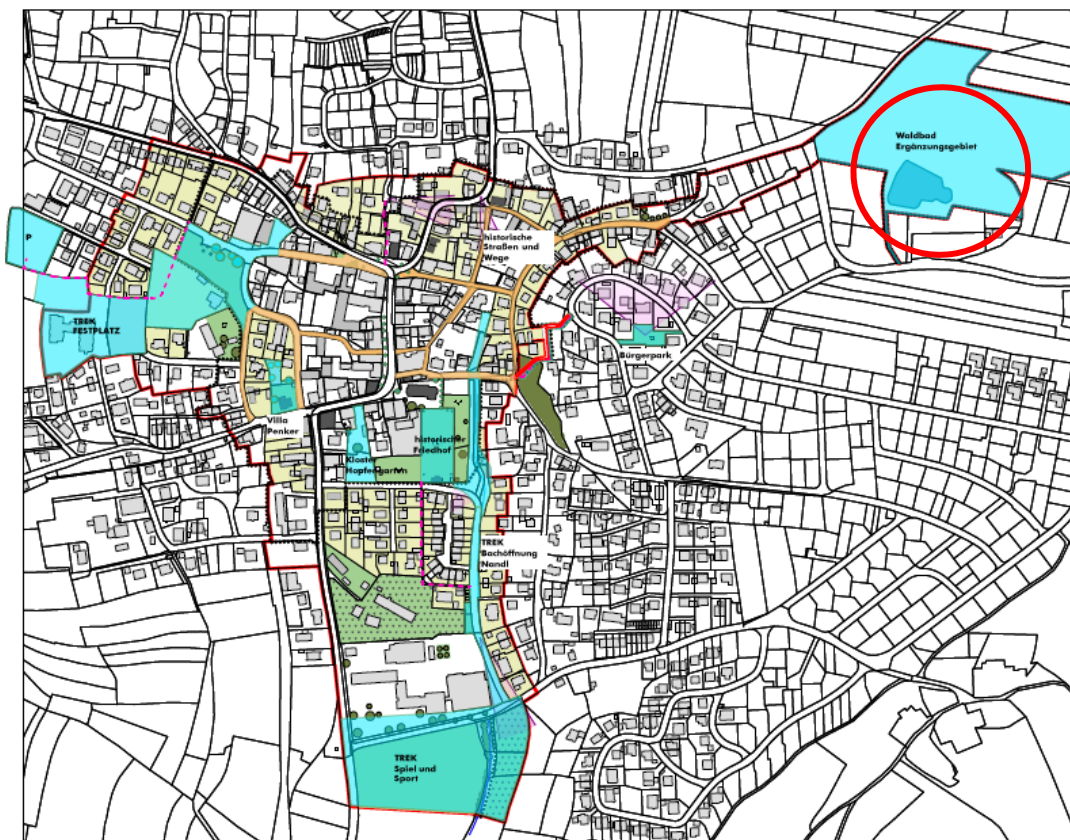 Waldbad
Ergänzungsgebiet
P
historische
Straßen und
Wege
TREK
FESTPLATZ
Bürgerpark
Villa
Penker
historischer
Friedhof
Kloster
Hopfengarten
TREK
Bachöffnung
Nandl
TREK
Spiel und
Sport